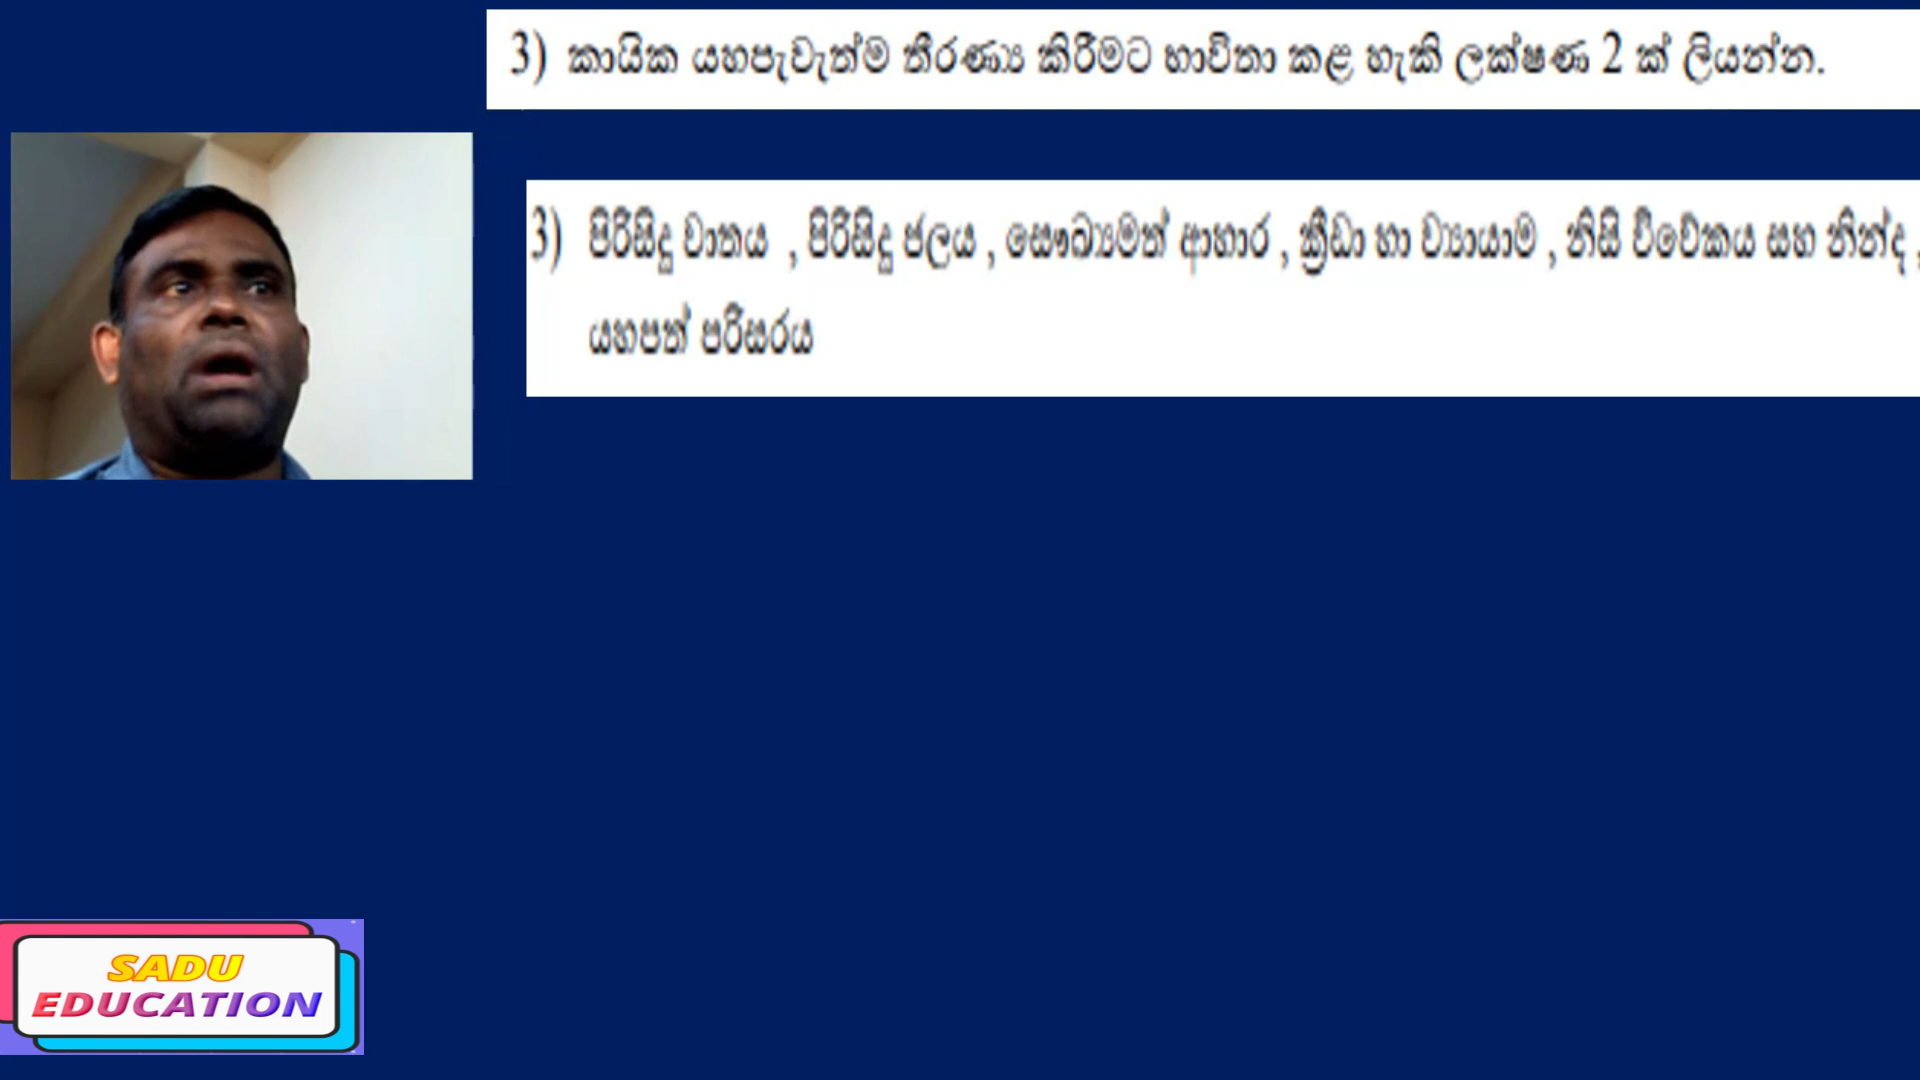 3) කායික යහපැවැත්ම තීරණ්‍ය කිරීමට භාවිතා කළ හැකි ලක්ෂණ 2 ක් ලියන්න.
3) පිරිසිදු වාතය , පිරිසිදු ජලය , සෞඛ්‍යමත් ආහාර , ක්‍රීඩා හා ව්‍යායාම , නිසි විවේකය සහ නින්ද ,
යහපත් පරිසරය
SADU
EDUCATION